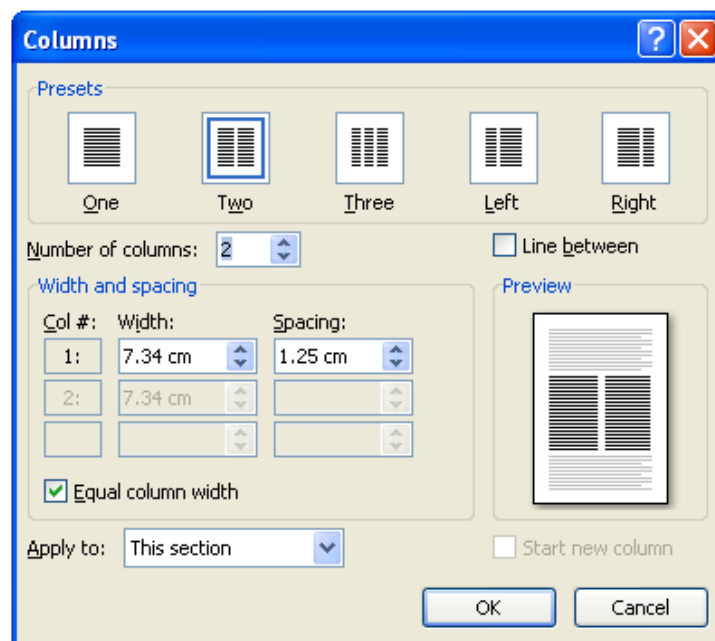 Columns
Presets
One Two Three Left Right
Number of columns: 2 Line between
Width and spacing Preview
Col #: Width: Spacing:
1: 7.34 cm 1.25 cm
2: 7.34 cm
Equal column width
Apply to: This section Start new column
OK Cancel